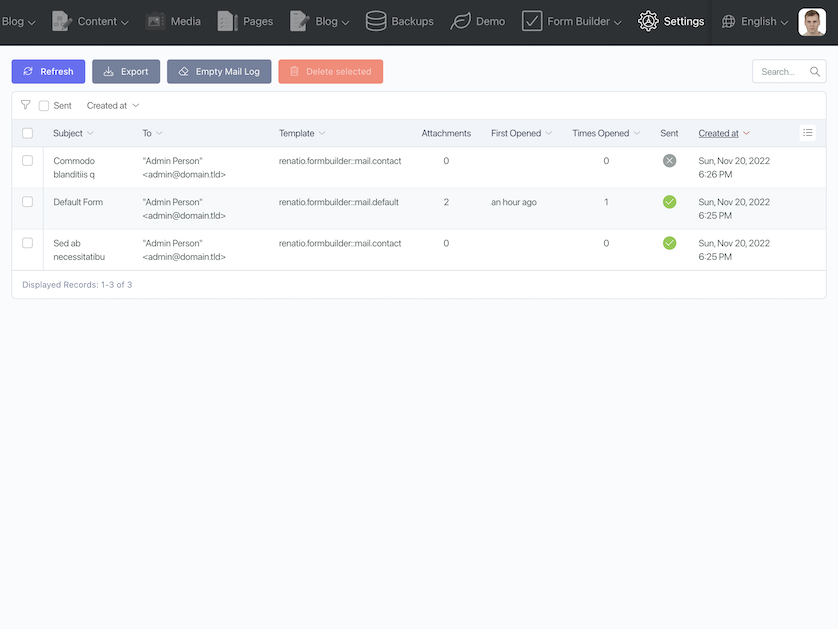 Blog Content Media Pages Blog Backups Demo Form Builder Settings English
Refresh Export Empty Mail Log Delete selected Search...
Sent Created at
Subject To Template Attachments First Opened Times Opened Sent Created at
Commodo "Admin Person" renatio.formbuilder::mail.contact 0 0 Sun, Nov 20, 2022
blanditiis q <admin@domain.tld> 6:26 PM
Default Form "Admin Person" renatio.formbuilder::mail.default 2 an hour ago 1 Sun, Nov 20, 2022
<admin@domain.tld> 6:25 PM
Sed ab "Admin Person" renatio.formbuilder::mail.contact 0 0 Sun, Nov 20, 2022
necessitatibu <admin@domain.tld> 6:25 PM
Displayed Records: 1-3 of 3